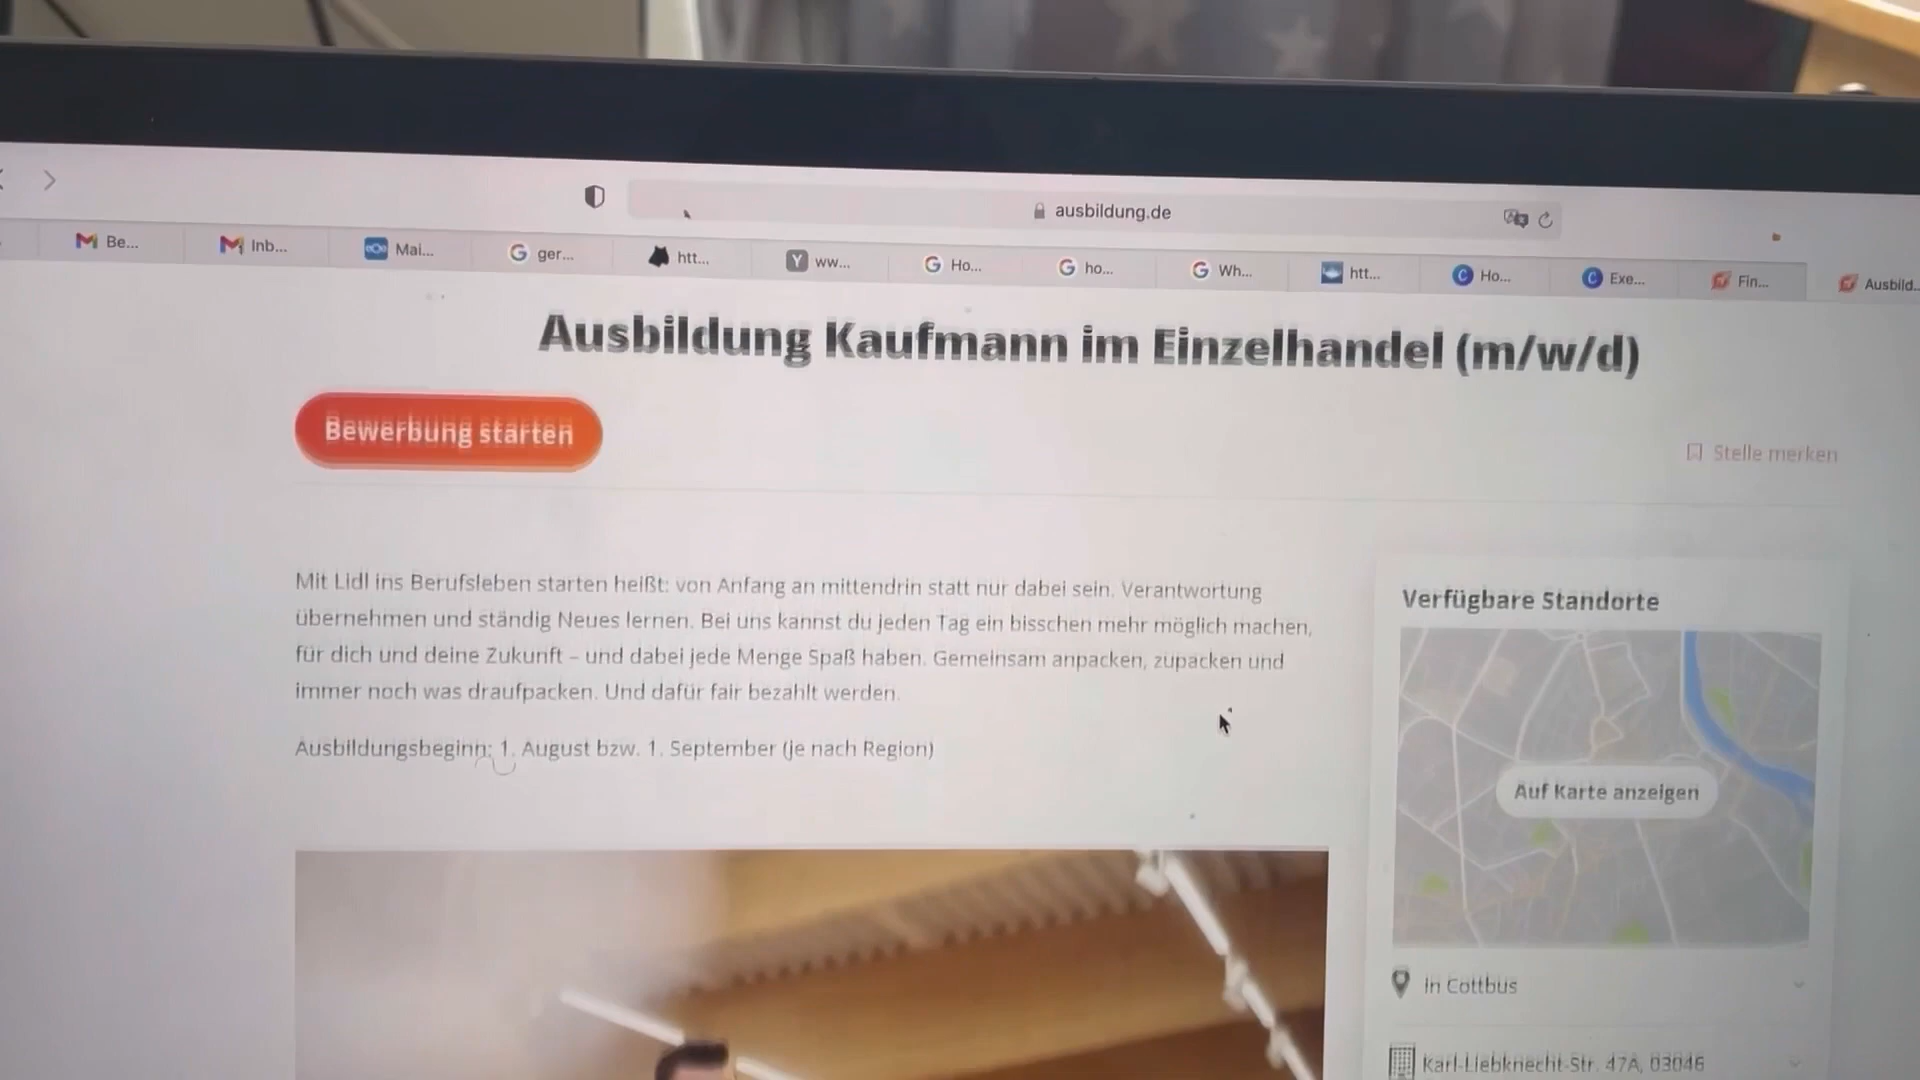 ausbildung.de
Be...
Inb...
Mai...
ger...
htt...
ww...
Ho...
ho...
Wh...
htt...
Ho...
Exe...
Fin...
Ausbild...
Ausbildung Kaufmann im Einzelhandel (m/w/d)
Bewerbung starten
Stelle merken
Mit Lidl ins Berufsleben starten heißt: von Anfang an mittendrin statt nur dabei sein. Verantwortung
übernehmen und ständig Neues lernen. Bei uns kannst du jeden Tag ein bisschen mehr möglich machen,
für dich und deine Zukunft – und dabei jede Menge Spaß haben. Gemeinsam anpacken, zupacken und
immer noch was draufpacken. Und dafür fair bezahlt werden.
Ausbildungsbeginn: 1. August bzw. 1. September (je nach Region)
Verfügbare Standorte
Auf Karte anzeigen
in Cottbus
Karl-Liebknecht-Str. 47A, 03046